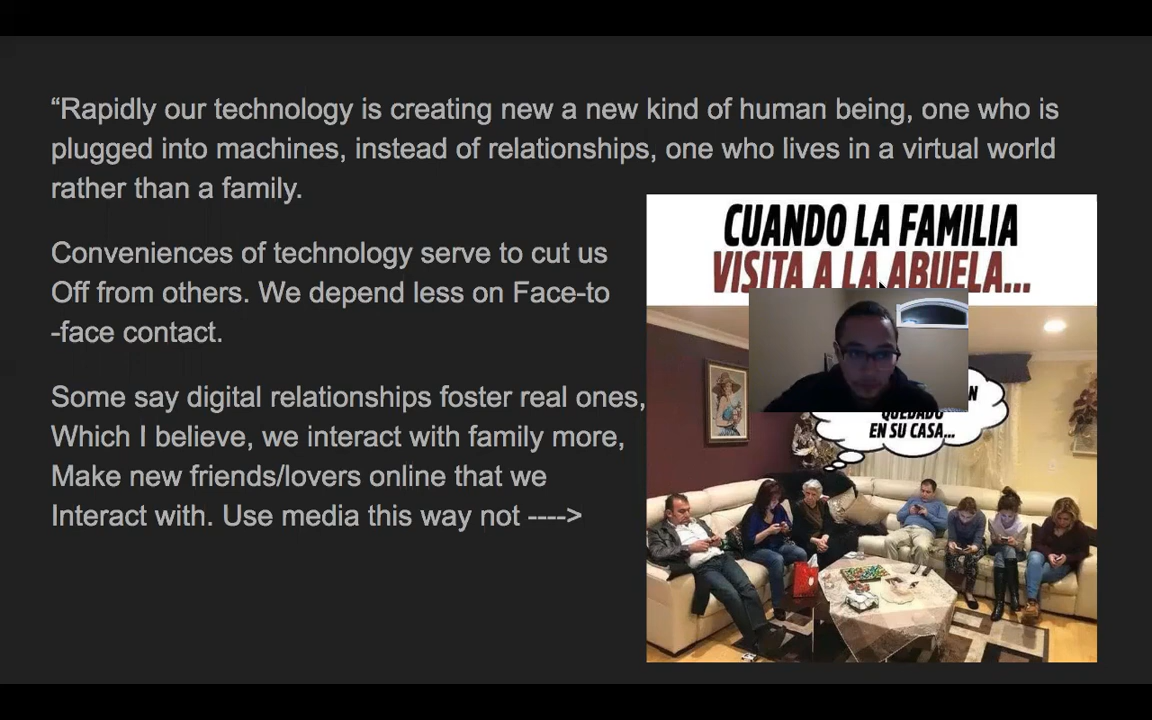 “Rapidly our technology is creating new a new kind of human being, one who is
plugged into machines, instead of relationships, one who lives in a virtual world
rather than a family.
Conveniences of technology serve to cut us
Off from others. We depend less on Face-to
-face contact.
Some say digital relationships foster real ones,
Which I believe, we interact with family more,
Make new friends/lovers online that we
Interact with. Use media this way not ---->
CUANDO LA FAMILIA
VISITA A LA ABUELA...
QUEDADO
EN SU CASA...